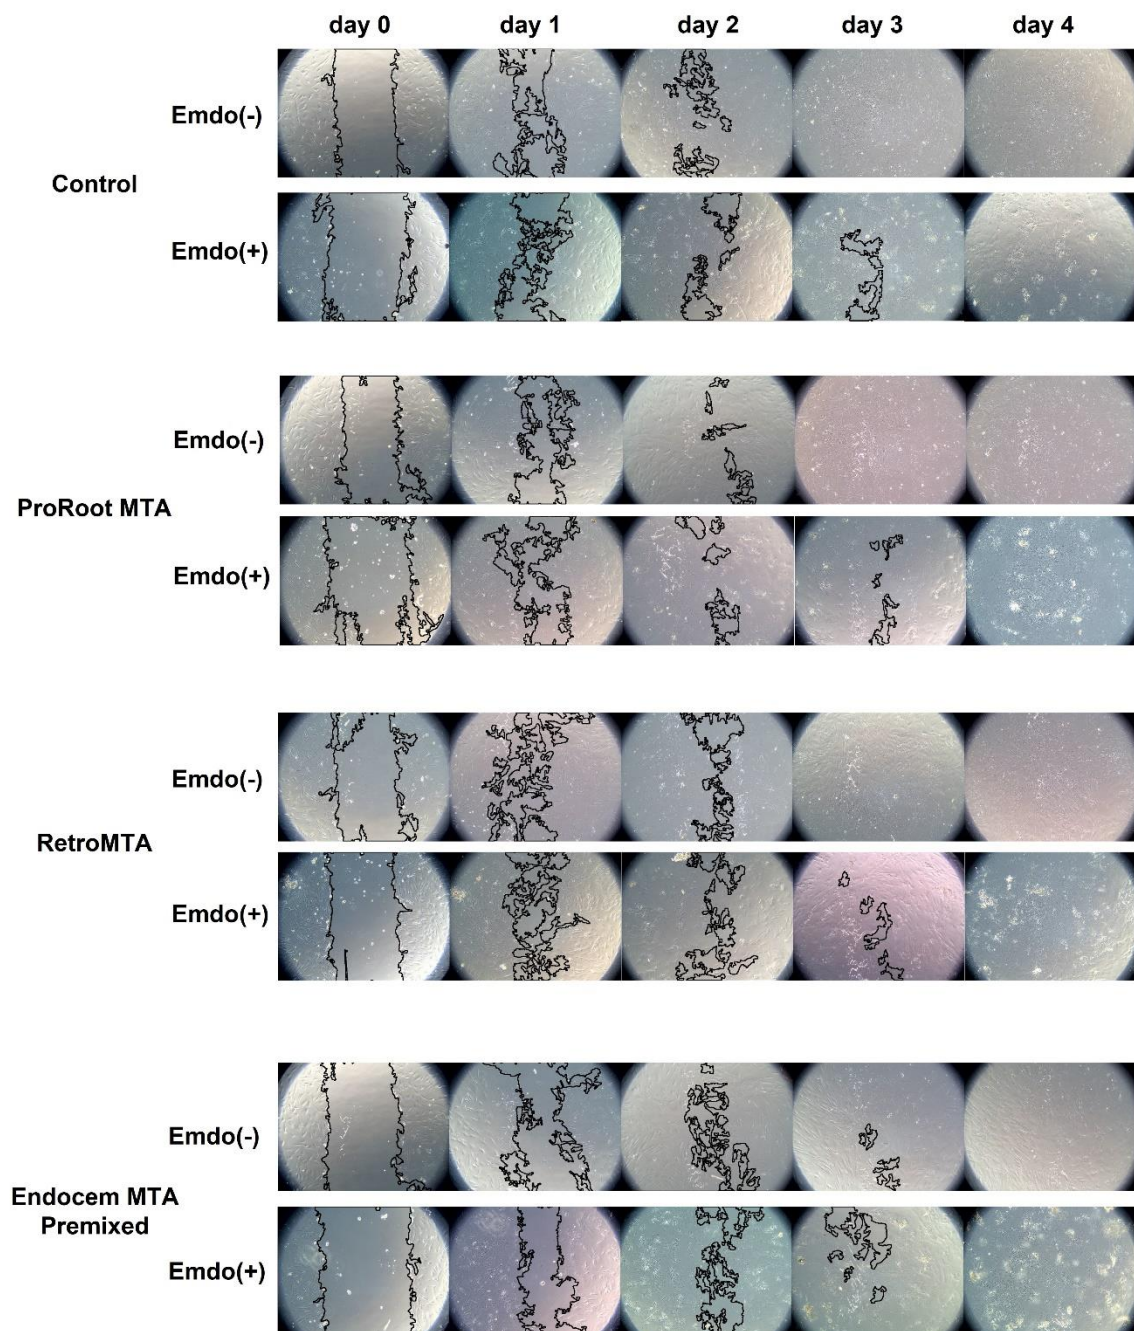 day 0 day 1 day 2 day 3 day 4
Emdo(-)
Control
Emdo(+)
Emdo(-)
ProRoot MTA
Emdo(+)
Emdo(-)
RetroMTA
Emdo(+)
Emdo(-)
Endocem MTA
Premixed
Emdo(+)